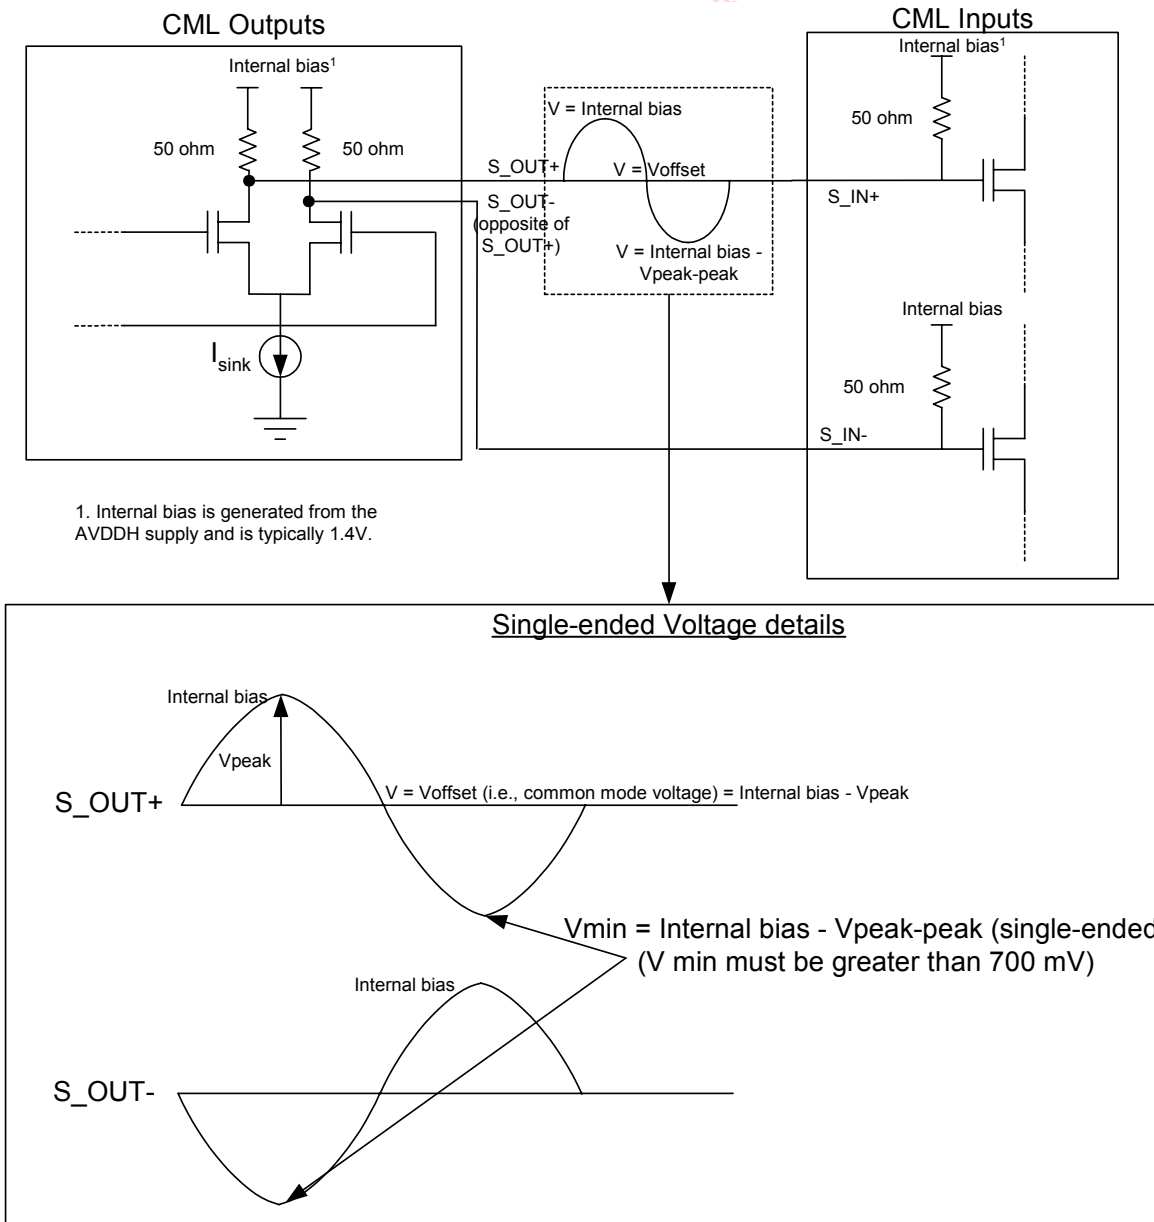 CML Outputs
CML Inputs
Internal bias1
50 ohm
50 ohm
S_OUT+
S_OUT-
(opposite of
S_OUT+)
V = Internal bias
V = Voffset
V = Internal bias -
Vpeak-peak
Internal bias1
50 ohm
S_IN+
Internal bias
50 ohm
S_IN-
Isink
1. Internal bias is generated from the
AVDDH supply and is typically 1.4V.
Single-ended Voltage details
Internal bias
Vpeak
S_OUT+
V = Voffset (i.e., common mode voltage) = Internal bias - Vpeak
Vmin = Internal bias - Vpeak-peak (single-ended
(V min must be greater than 700 mV)
Internal bias
S_OUT-